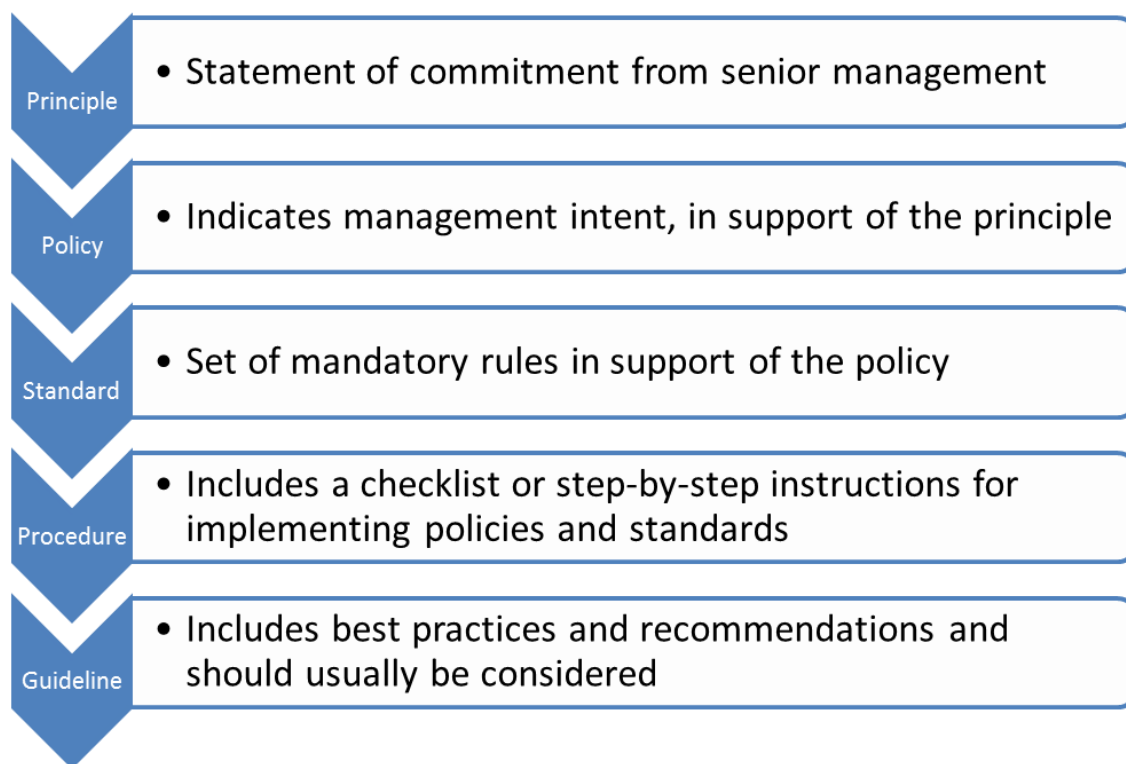 Principle
• Statement of commitment from senior management
Policy
• Indicates management intent, in support of the principle
Standard
• Set of mandatory rules in support of the policy
Procedure
• Includes a checklist or step-by-step instructions for
implementing policies and standards
Guideline
• Includes best practices and recommendations and
should usually be considered